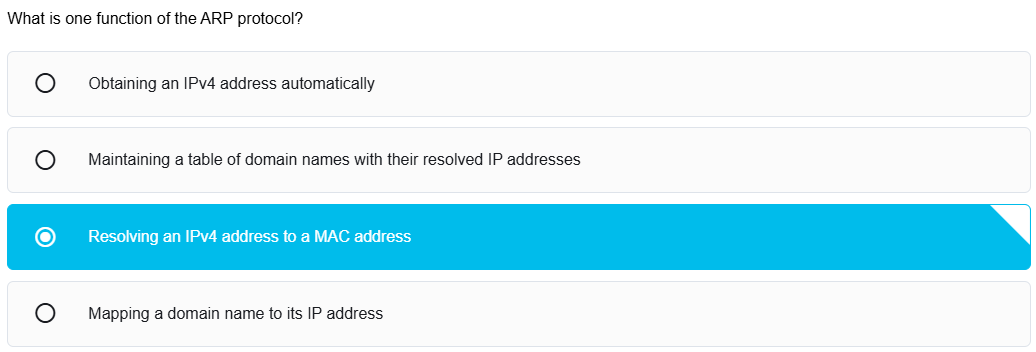 What is one function of the ARP protocol?
Obtaining an IPv4 address automatically
Maintaining a table of domain names with their resolved IP addresses
Resolving an IPv4 address to a MAC address
Mapping a domain name to its IP address